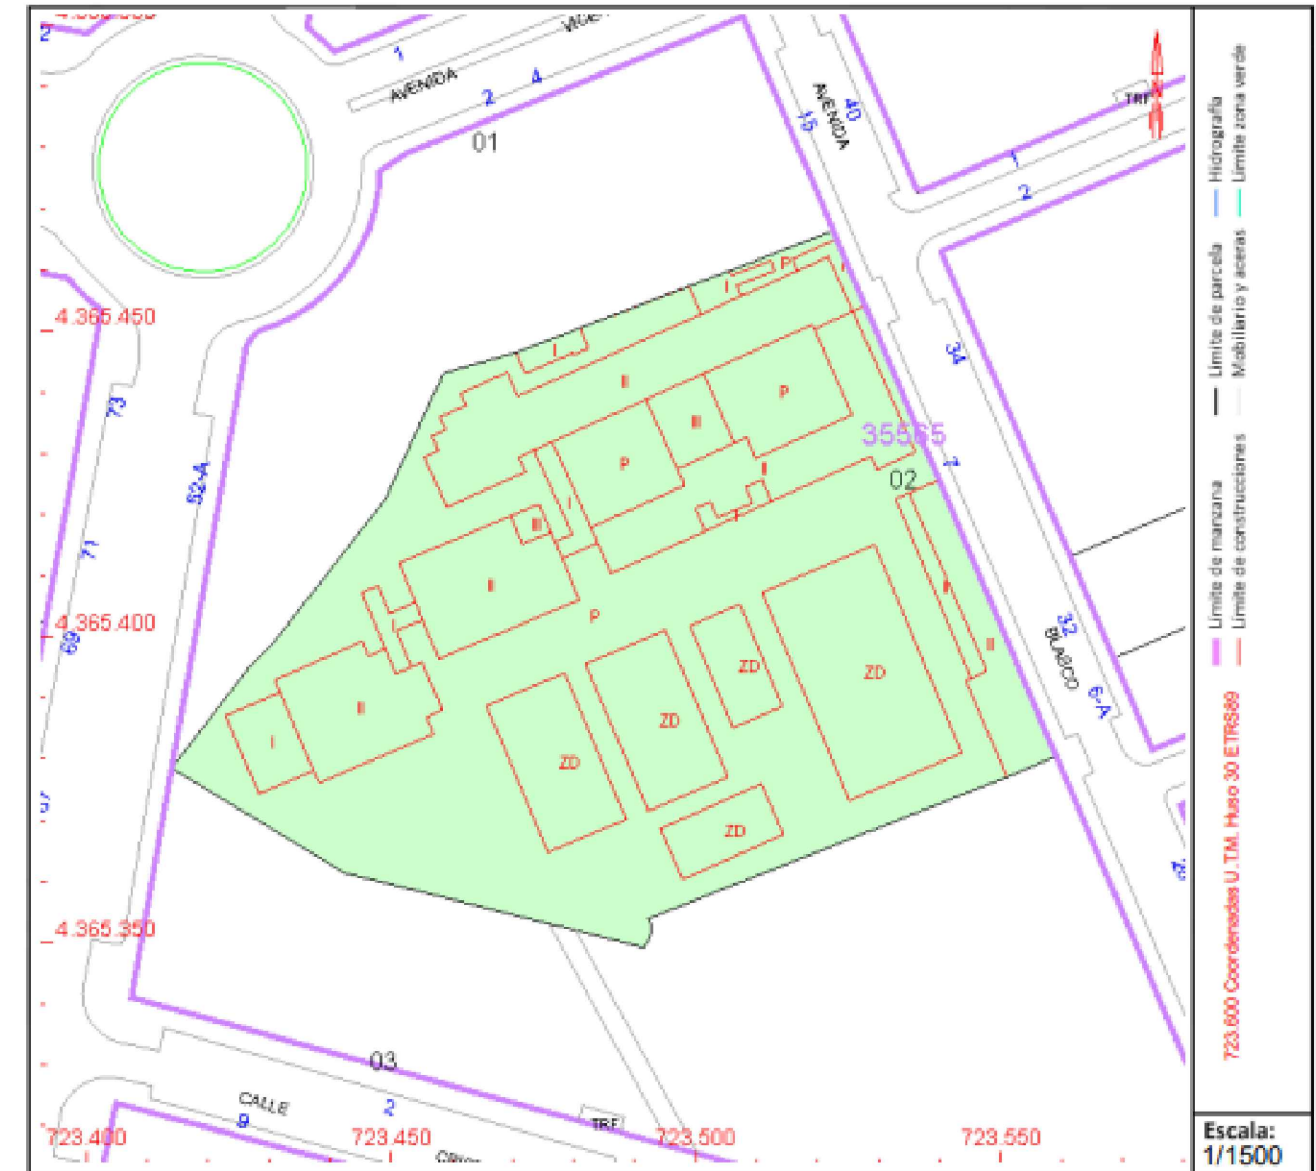 2
1
AVENIDA
2
4
01
15
AVENIDA
40
TRF
1
2
4.365.450
73
52-A
71
69
4.365.400
34
35565
7
02
I
P
I
I
I
II
P
III
P
II
I
I
III
II
P
I
II
I
ZD
ZD
ZD
ZD
ZD
II
II
32
BLASCO
6-A
4.365.350
03
CALLE
2
9
TRF
723.400
723.450
723.500
723.550
Límite de manzana
Límite de parcela
Hidrografía
Límite de construcciones
Mobiliario y aceras
Límite zona verde
723.600 Coordenadas U.T.M. Huso 30 ETRS89
Escala:
1/1500